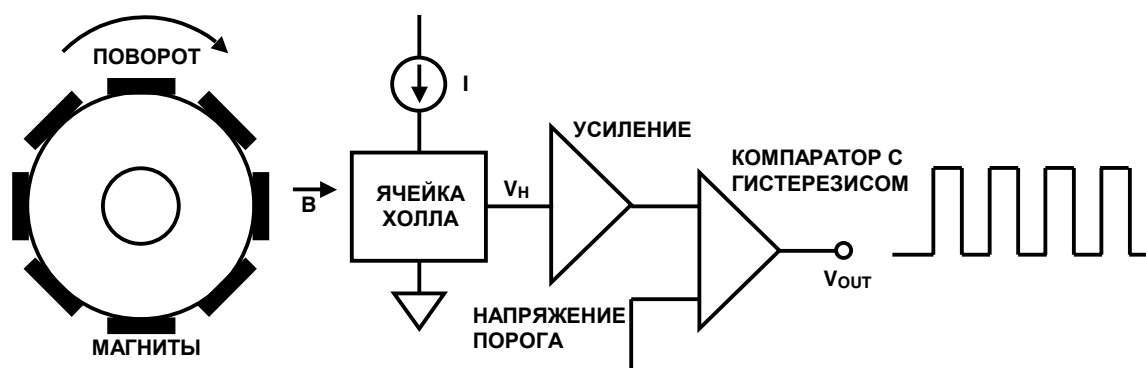 ПОВОРОТ
МАГНИТЫ
B
I
ЯЧЕЙКА
ХОЛЛА
VH
УСИЛЕНИЕ
НАПРЯЖЕНИЕ
ПОРОГА
КОМПАРАТОР С
ГИСТЕРЕЗИСОМ
VOUT